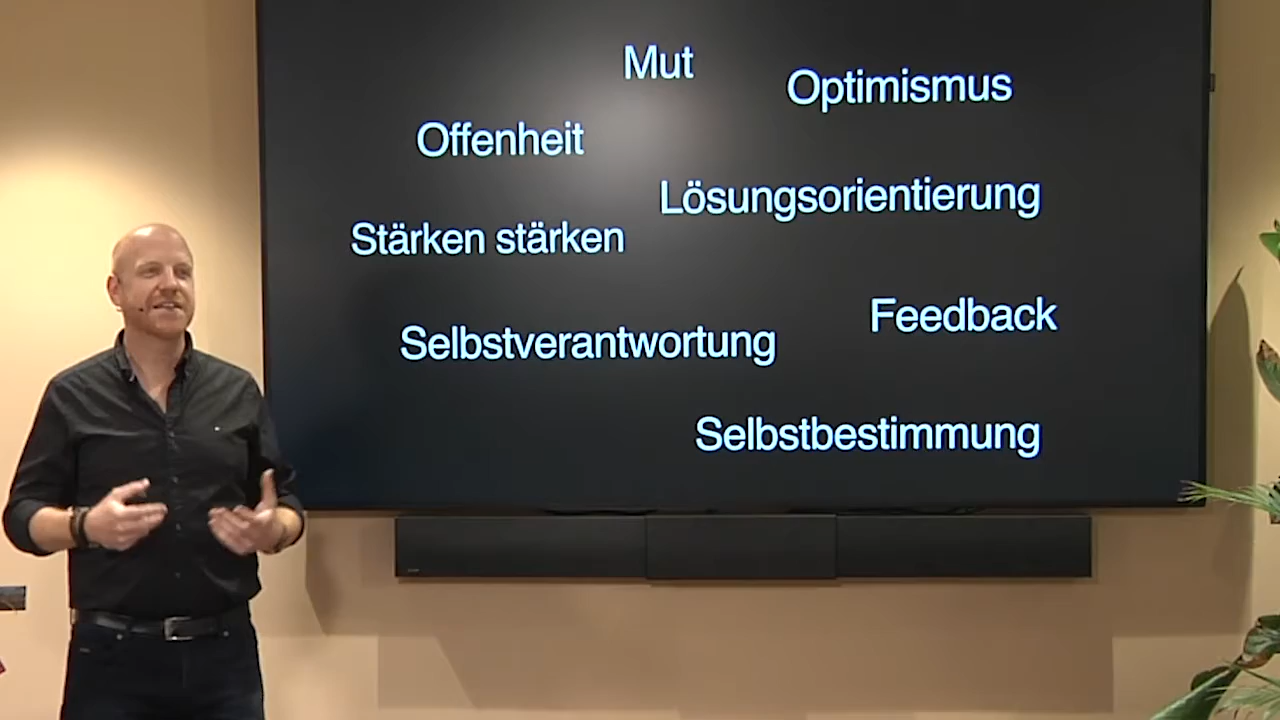 Mut
Optimismus
Offenheit
Lösungsorientierung
Stärken stärken
Feedback
Selbstverantwortung
Selbstbestimmung